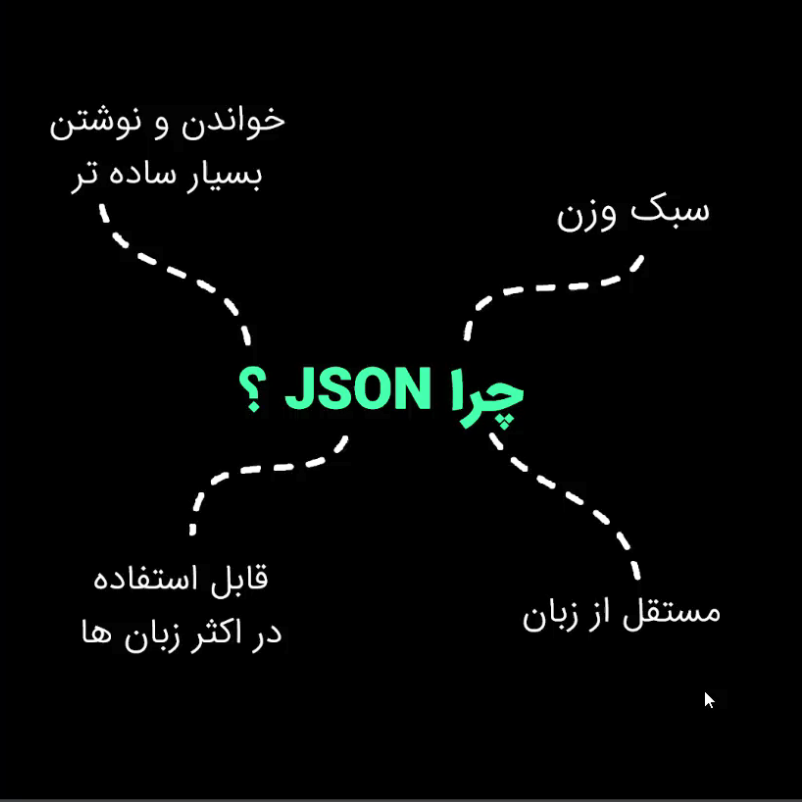 خواندن و نوشتن
بسیار ساده تر
سبک وزن
چرا JSON ؟
قابل استفاده
در اکثر زبان ها
مستقل از زبان